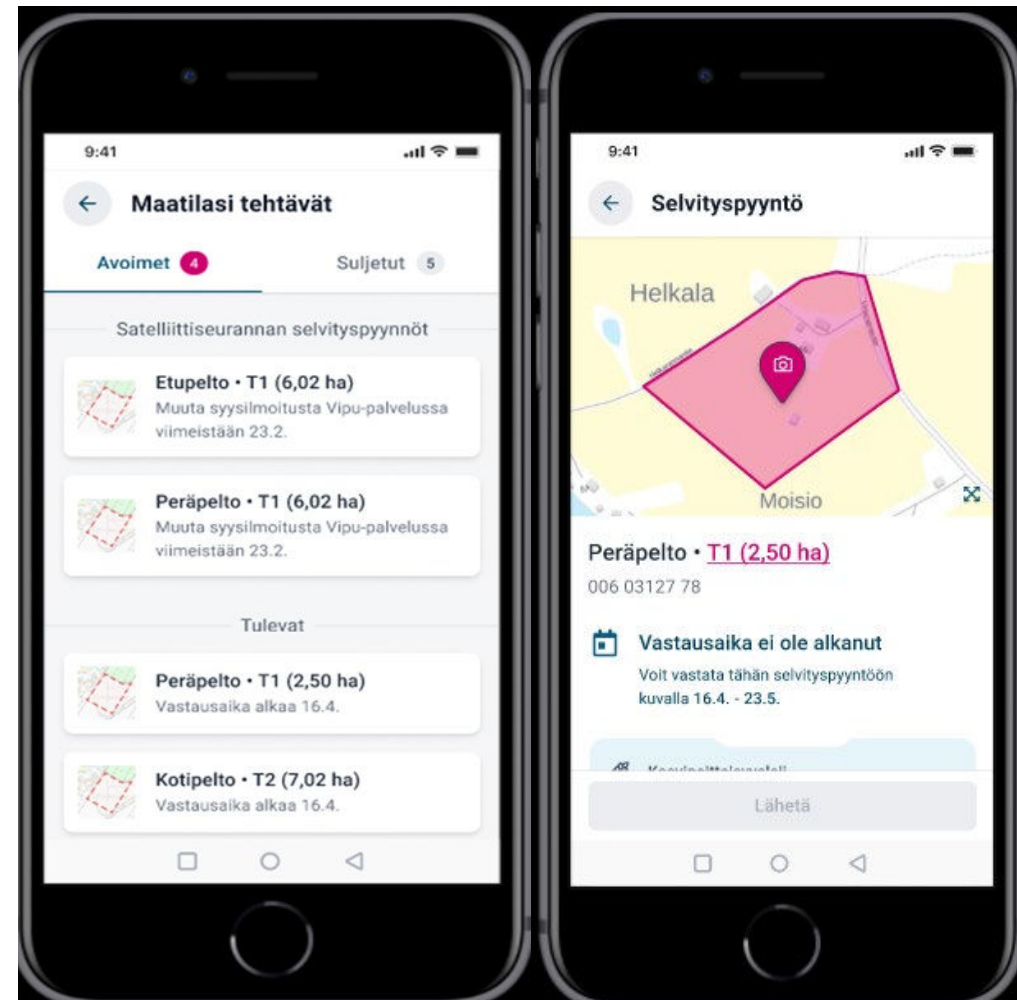 9:41
Maatilasi tehtävät
Avoimet 4
Suljetut 5
Satelliittiseurannan selvityspyynnöt
Etupelto • T1 (6,02 ha)
Muuta syysilmoitusta Vipu-palvelussa
viimeistään 23.2.
Peräpelto • T1 (6,02 ha)
Muuta syysilmoitusta Vipu-palvelussa
viimeistään 23.2.
Tulevat
Peräpelto • T1 (2,50 ha)
Vastausaika alkaa 16.4.
Kotipelto • T2 (7,02 ha)
Vastausaika alkaa 16.4.
9:41
Selvityspyyntö
Helkala
Moisio
Peräpelto • T1 (2,50 ha)
006 03127 78
Vastausaika ei ole alkanut
Voit vastata tähän selvityspyyntöön
kuvalla 16.4. - 23.5.
Lähetä